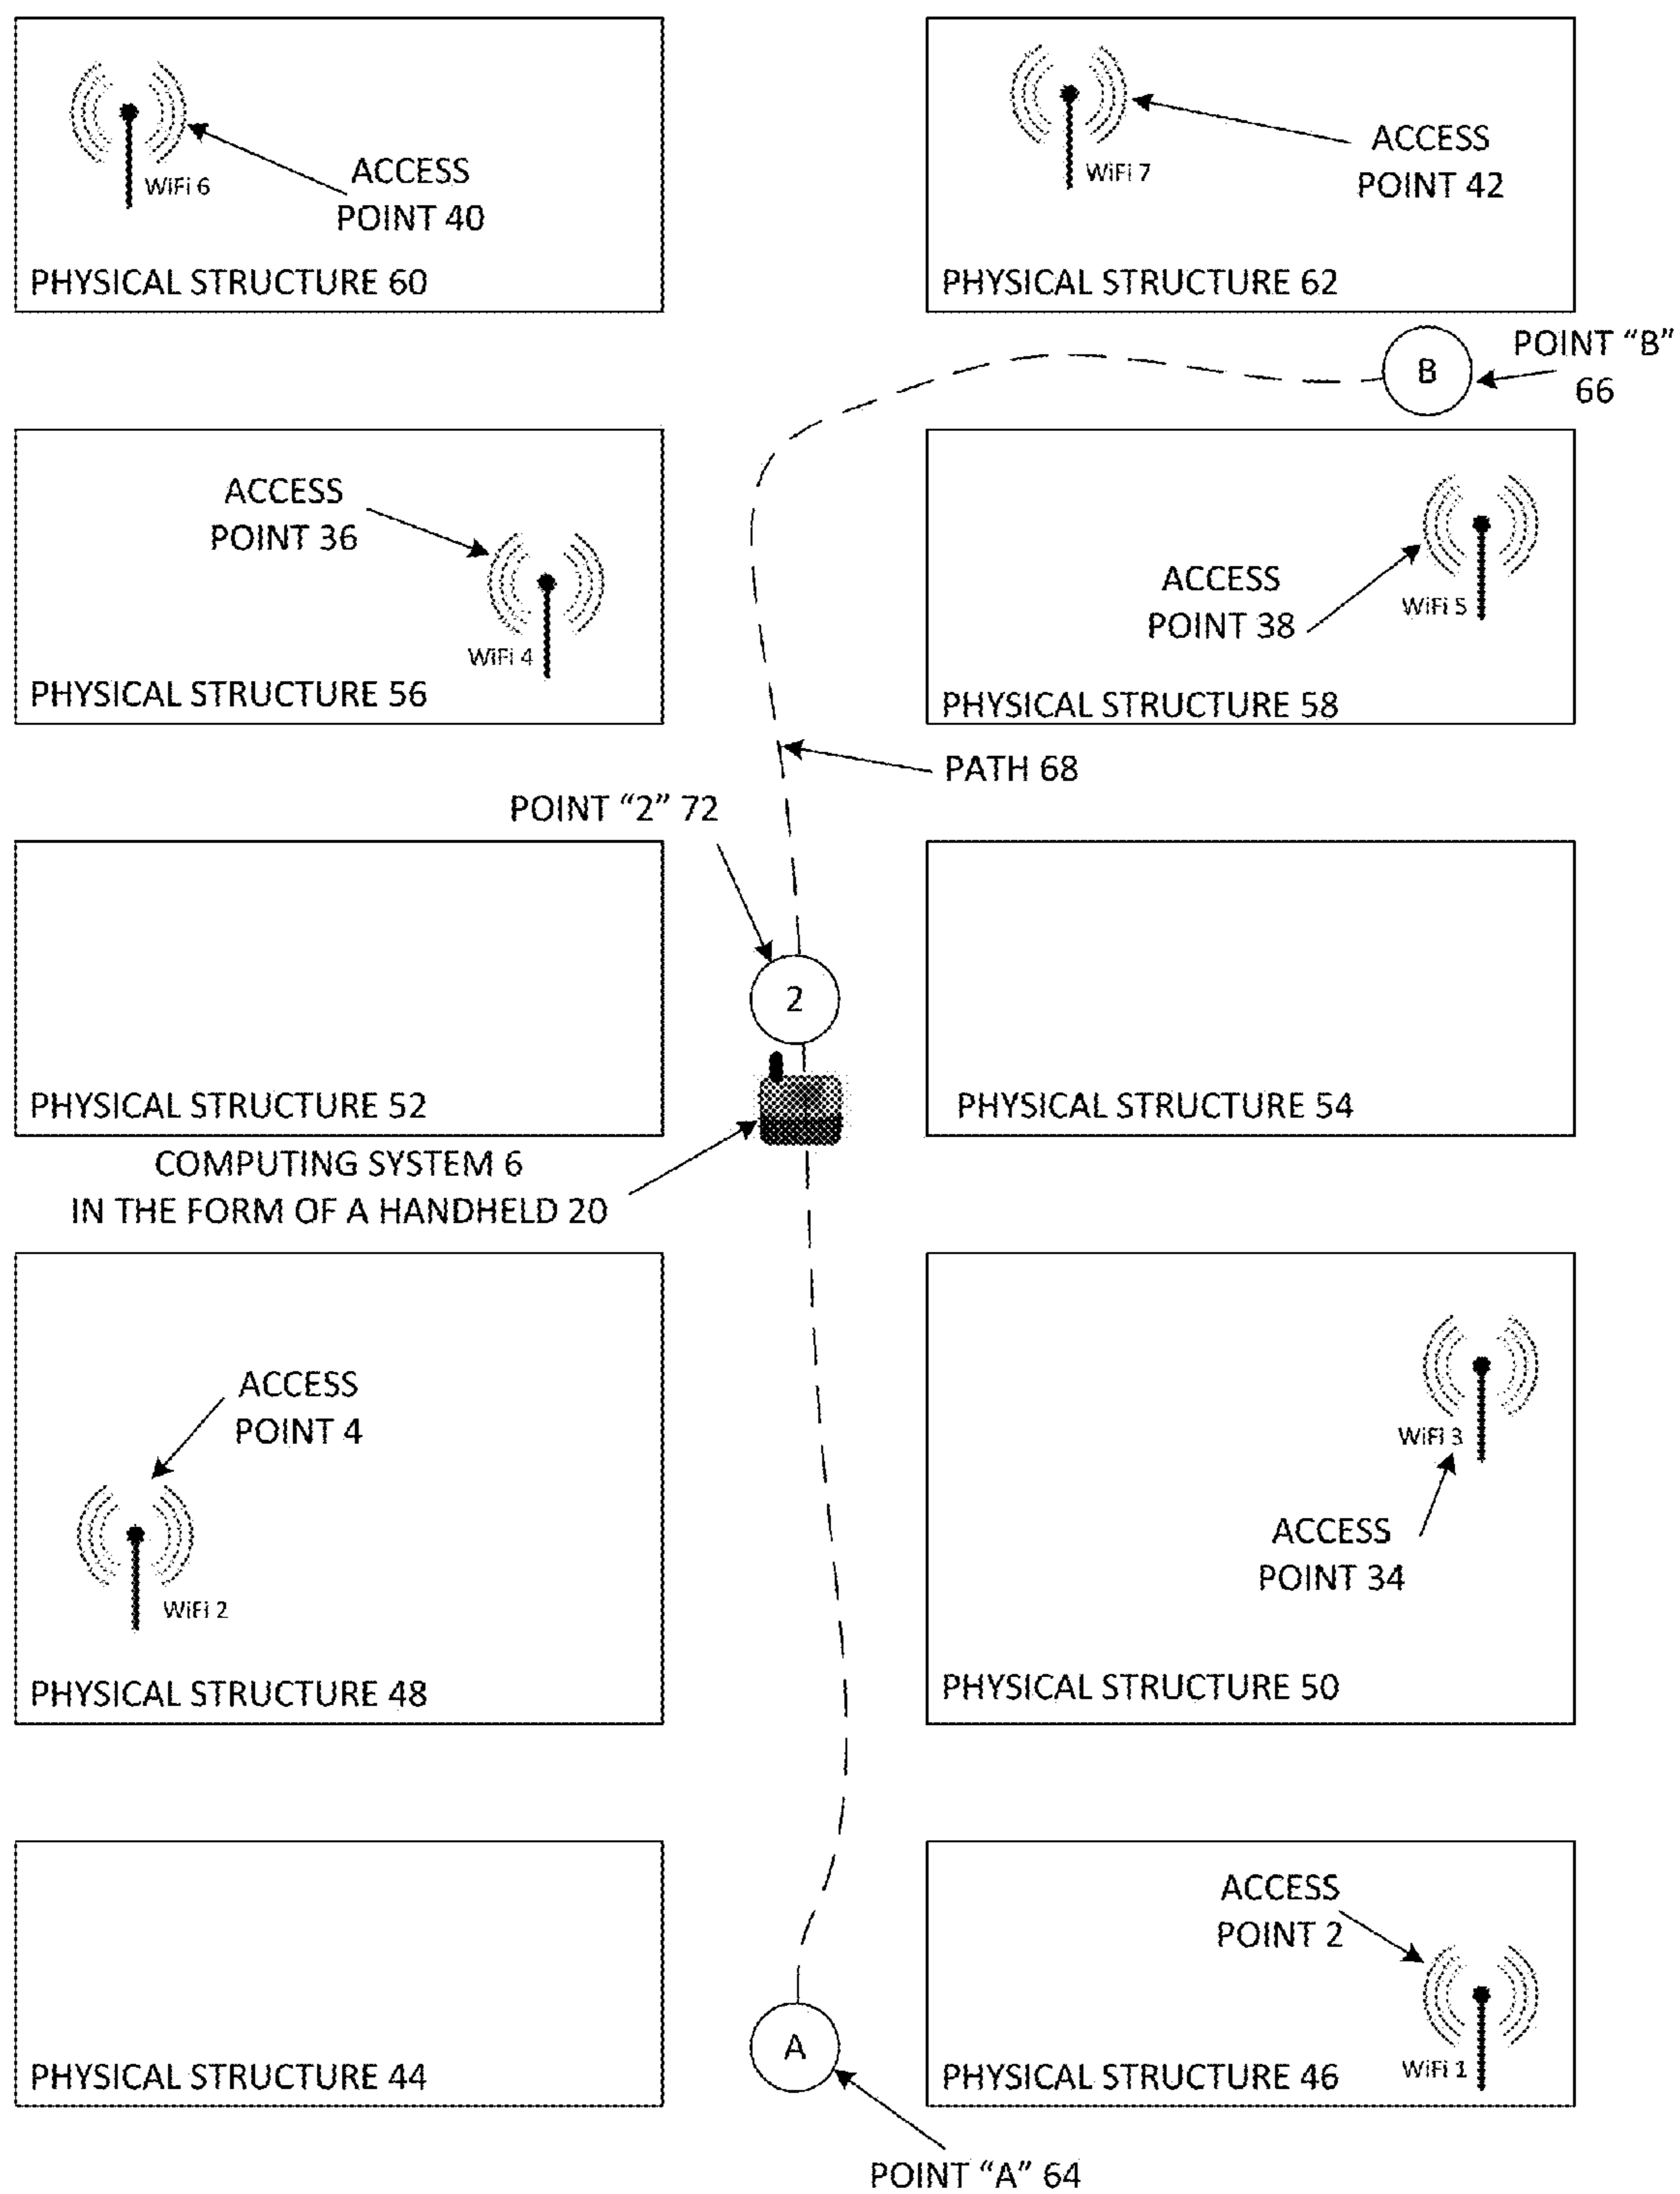 WiFi 6
ACCESS
POINT 40
PHYSICAL STRUCTURE 60
WiFi 7
ACCESS
POINT 42
PHYSICAL STRUCTURE 62
B
POINT “B”
66
ACCESS
POINT 36
WiFi 4
PHYSICAL STRUCTURE 56
ACCESS
POINT 38
WiFi 5
PHYSICAL STRUCTURE 58
PATH 68
POINT “2” 72
2
PHYSICAL STRUCTURE 52
PHYSICAL STRUCTURE 54
COMPUTING SYSTEM 6
IN THE FORM OF A HANDHELD 20
ACCESS
POINT 4
WiFi 2
PHYSICAL STRUCTURE 48
WiFi 3
ACCESS
POINT 34
PHYSICAL STRUCTURE 50
PHYSICAL STRUCTURE 44
A
ACCESS
POINT 2
WiFi 1
PHYSICAL STRUCTURE 46
POINT “A” 64